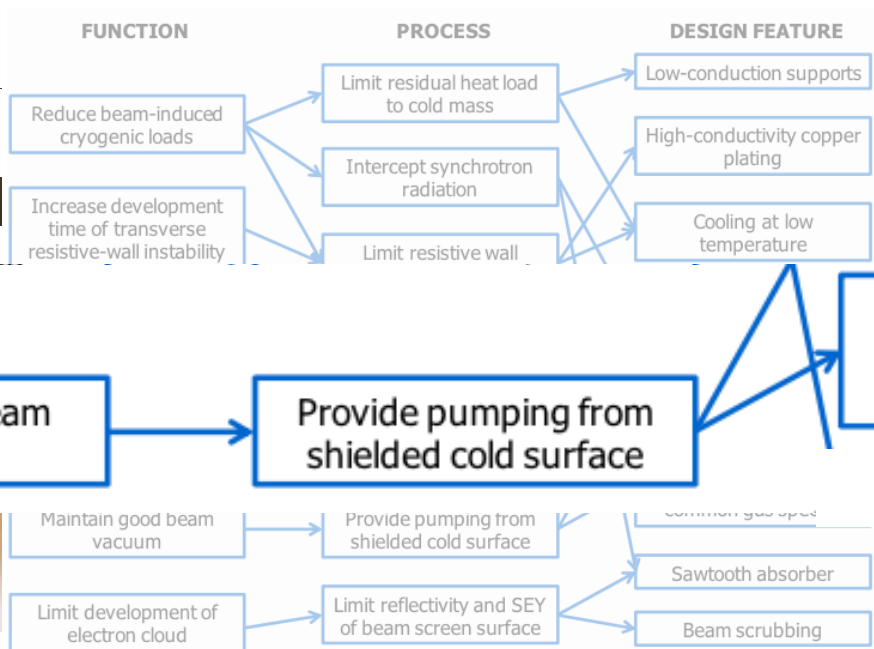 FUNCTION
PROCESS
DESIGN FEATURE
Reduce beam-induced
cryogenic loads
Increase development
time of transverse
resistive-wall instability
Limit residual heat load
to cold mass
Intercept synchrotron
radiation
Limit resistive wall
Low-conduction supports
High-conductivity copper
plating
Cooling at low
temperature
eam
Provide pumping from
shielded cold surface
Maintain good beam
vacuum
Limit development of
electron cloud
Provide pumping from
shielded cold surface
Limit reflectivity and SEY
of beam screen surface
common gas
Sawtooth absorber
Beam scrubbing